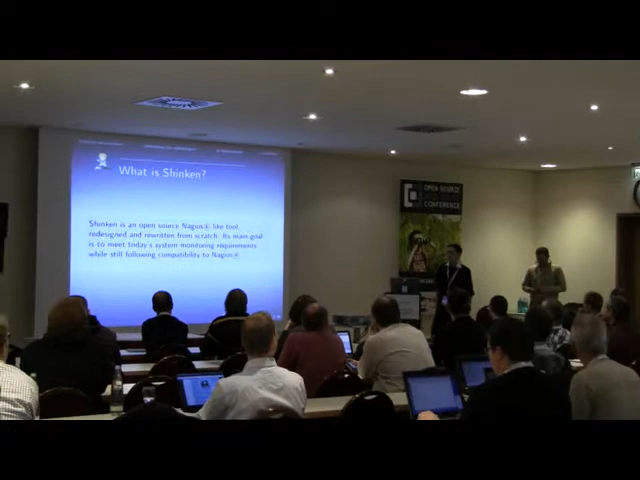 What is Shinken?
Shinken is an open source Nagios® like tool,
redesigned and rewritten from scratch. Its main goal
is to meet today's system monitoring requirements
while still following compatibility to Nagios®.
OPEN SOURCE
CONFERENCE